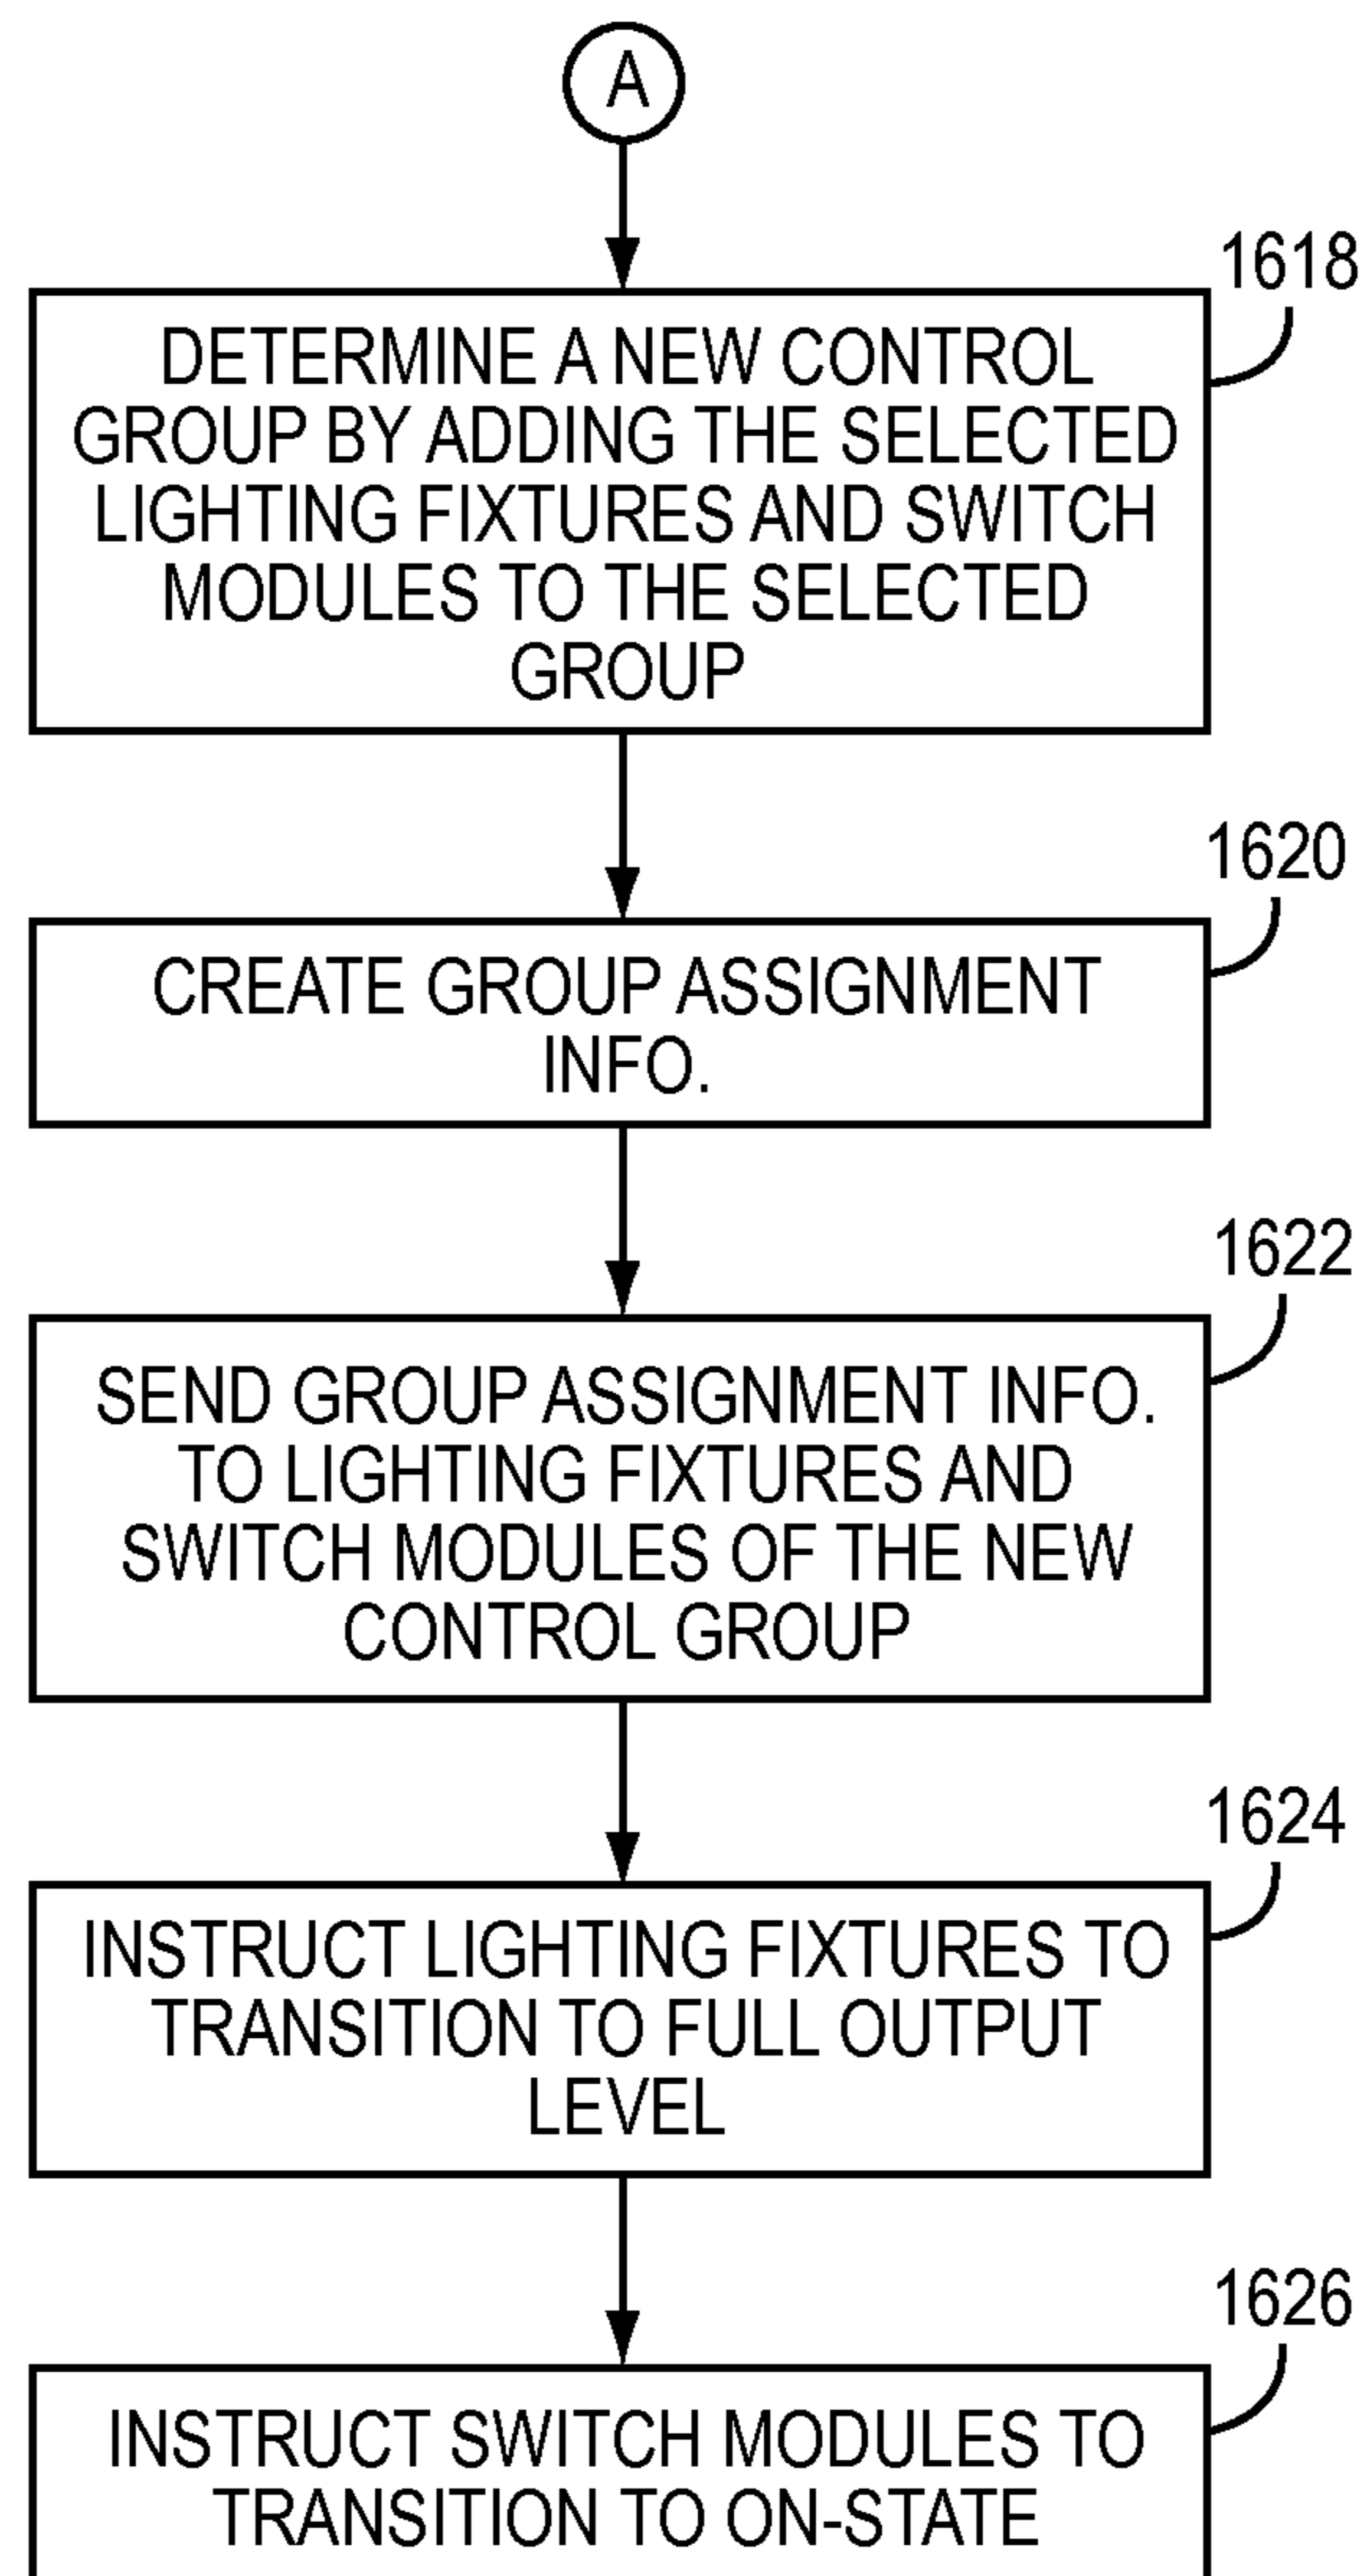 A
1618
DETERMINE A NEW CONTROL
GROUP BY ADDING THE SELECTED
LIGHTING FIXTURES AND SWITCH
MODULES TO THE SELECTED
GROUP
1620
CREATE GROUP ASSIGNMENT
INFO.
1622
SEND GROUP ASSIGNMENT INFO.
TO LIGHTING FIXTURES AND
SWITCH MODULES OF THE NEW
CONTROL GROUP
1624
INSTRUCT LIGHTING FIXTURES TO
TRANSITION TO FULL OUTPUT
LEVEL
1626
INSTRUCT SWITCH MODULES TO
TRANSITION TO ON-STATE